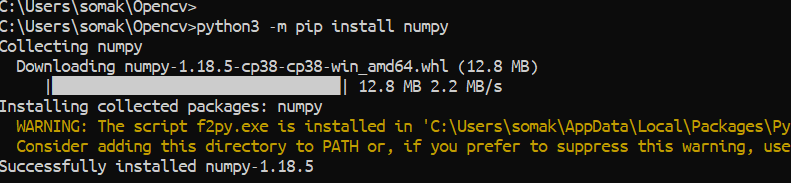 C:\Users\somak\Opencv>
C:\Users\somak\Opencv>python3 -m pip install numpy
Collecting numpy
  Downloading numpy-1.18.5-cp38-cp38-win_amd64.whl (12.8 MB)
     |████████████████████████████████| 12.8 MB 2.2 MB/s
Installing collected packages: numpy
  WARNING: The script f2py.exe is installed in 'C:\Users\somak\AppData\Local\Packages\Py
  Consider adding this directory to PATH or, if you prefer to suppress this warning, use
Successfully installed numpy-1.18.5